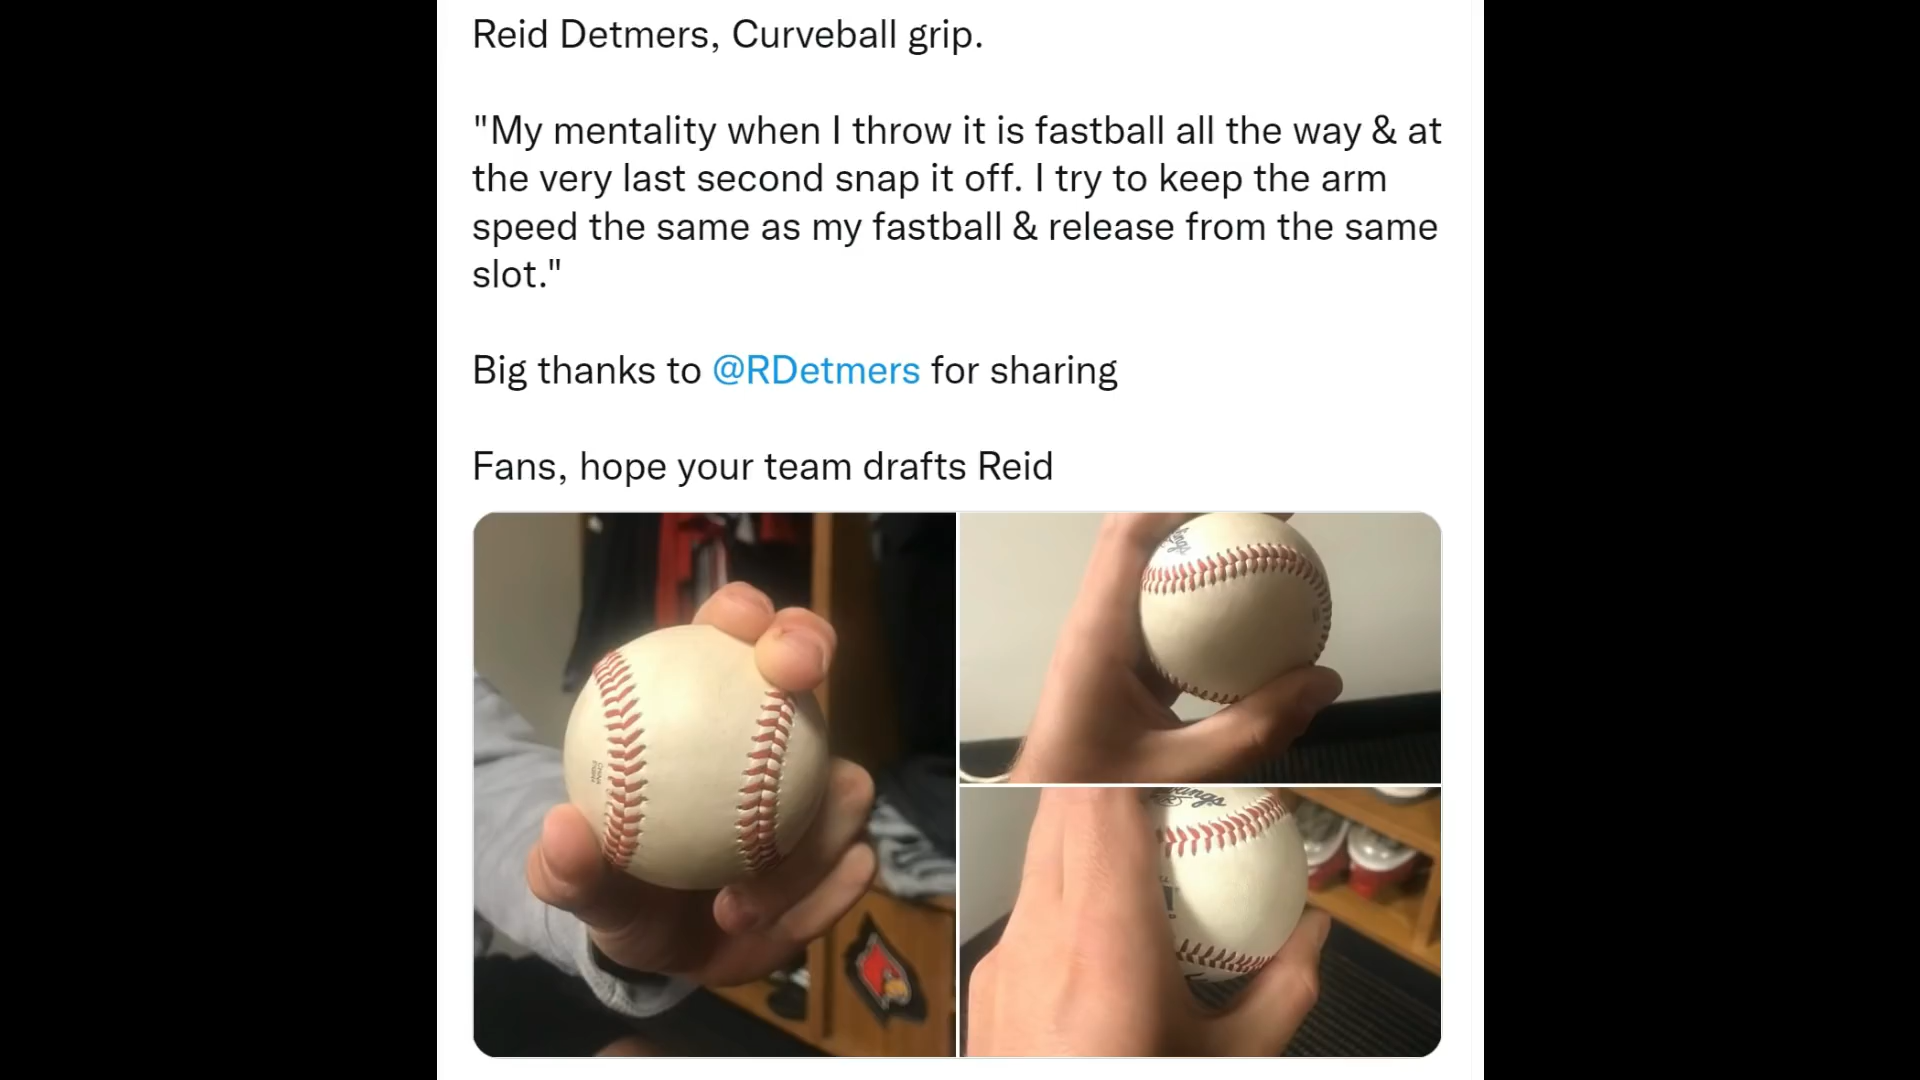 Reid Detmers, Curveball grip.
"My mentality when I throw it is fastball all the way & at
the very last second snap it off. I try to keep the arm
speed the same as my fastball & release from the same
slot."
Big thanks to @RDetmers for sharing
Fans, hope your team drafts Reid